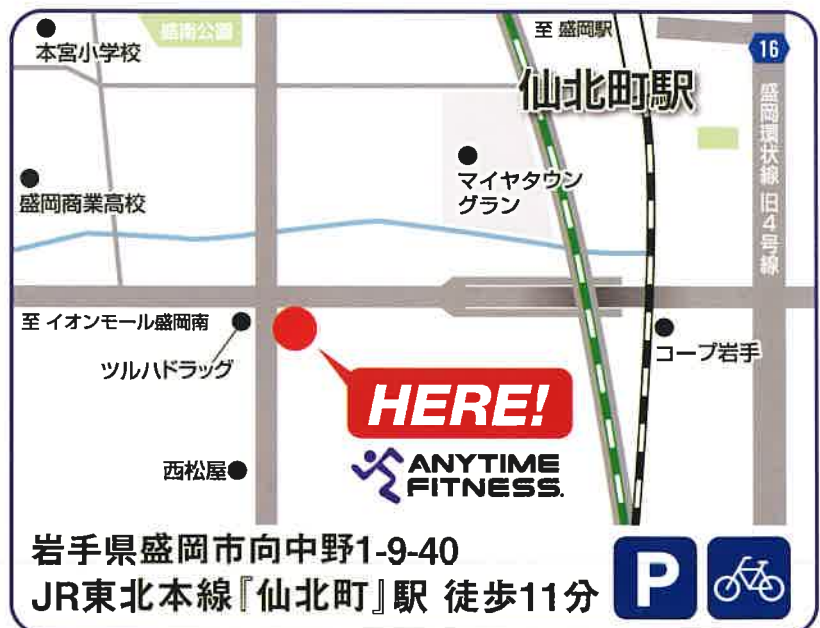 本宮小学校
盛南公園
至 盛岡駅
16
仙北町駅
盛岡環状線 旧4号線
マイヤタウン
グラン
盛岡商業高校
至 イオンモール盛岡南
ツルハドラッグ
コープ岩手
HERE!
ANYTIME
FITNESS.
西松屋
岩手県盛岡市向中野1-9-40
JR東北本線『仙北町』駅 徒歩11分
P